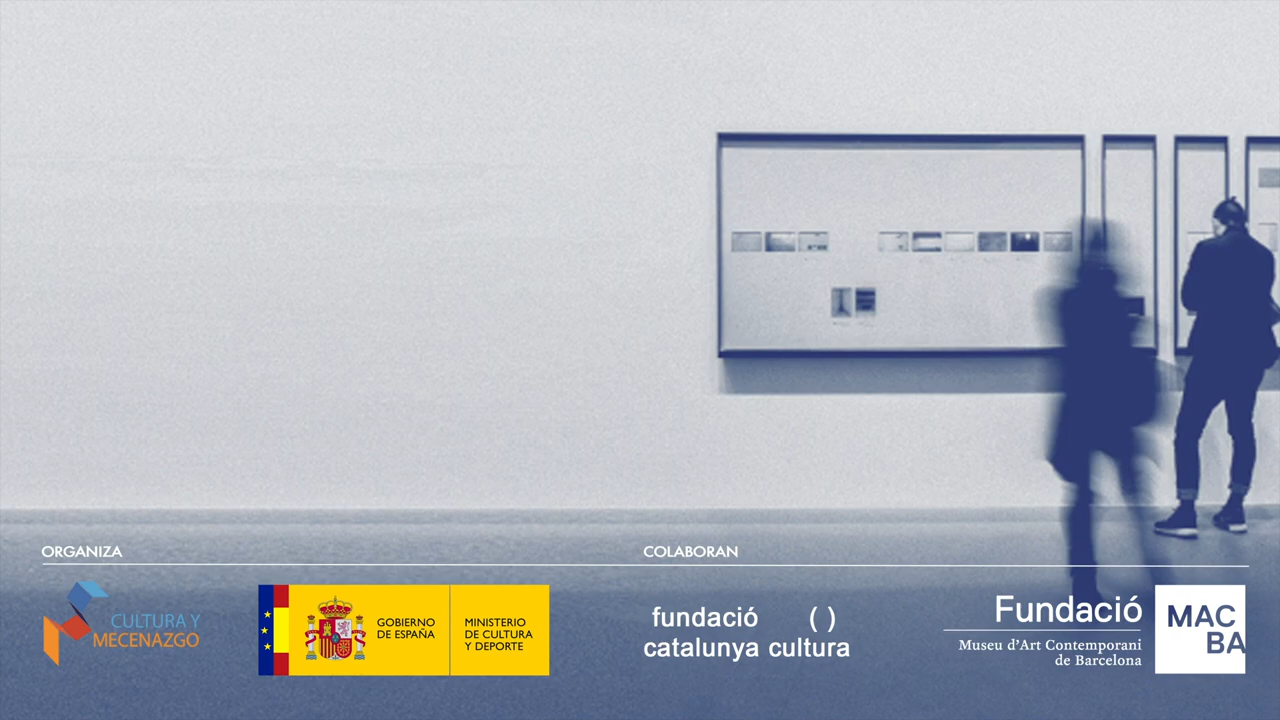 ORGANIZA
COLABORAN
CULTURA Y
MECENAZGO
GOBIERNO
DE ESPAÑA
MINISTERIO
DE CULTURA
Y DEPORTE
fundació ( )
catalunya cultura
Fundació
Museu d'Art Contemporani
de Barcelona
MAC
BA